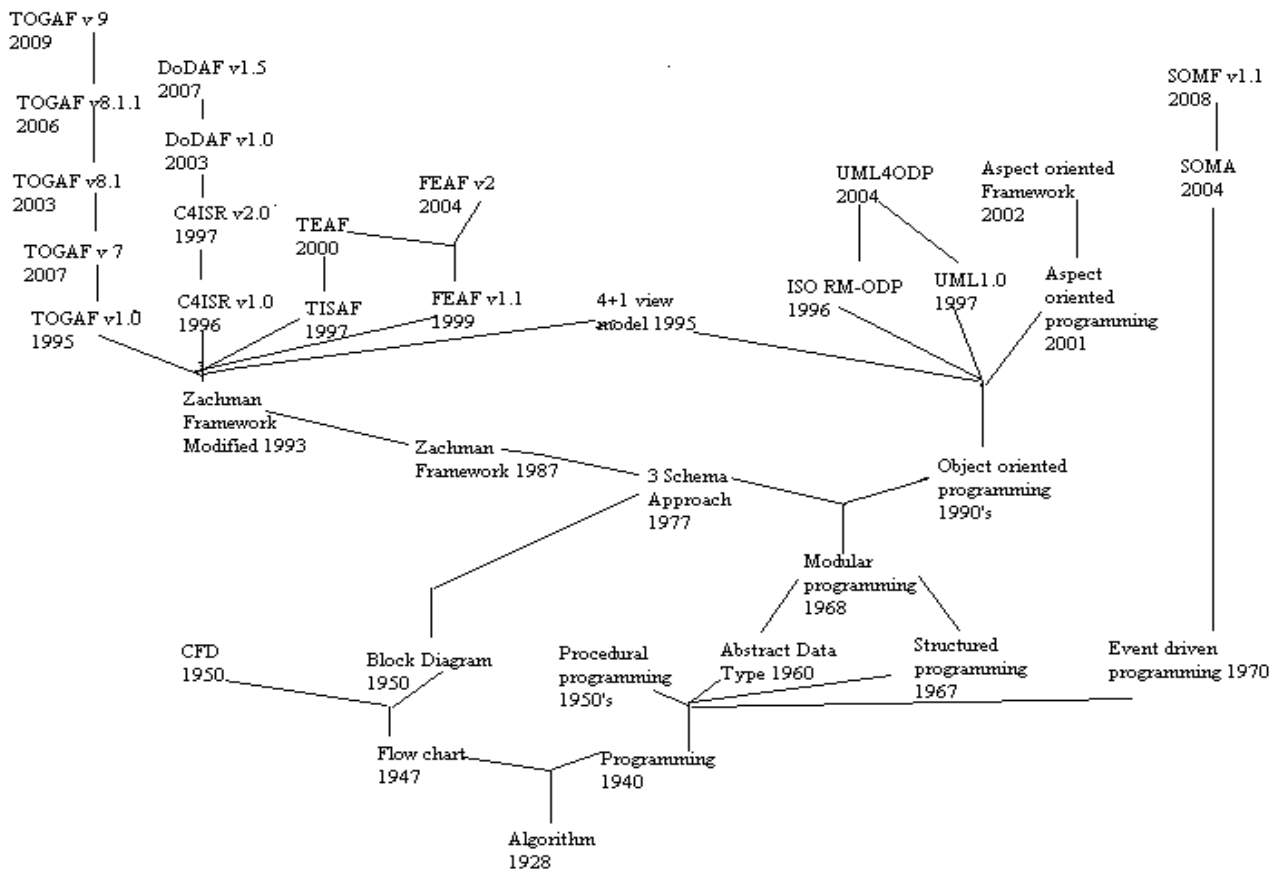 TOGAF v 9
2009
DoDAF v1.5
2007
SOMF v1.1
2008
TOGAF v8.1.1
2006
DoDAF v1.0
2003
TOGAF v8.1
2003
FEAF v2
2004
UML4ODP
2004
Aspect oriented
Framework
2002
SOMA
2004
C4ISR v2.0
1997
TEAF
2000
TOGAF v 7
2007
C4ISR v1.0
1996
TISAF
1997
FEAF v1.1
1999
4+1 view
model 1995
ISO RM-ODP
1996
UML1.0
1997
Aspect
oriented
programming
2001
TOGAF v1.0
1995
Zachman
Framework
Modified 1993
Zachman
Framework 1987
3 Schema
Approach
1977
Object oriented
programming
1990's
Modular
programming
1968
CFD
1950
Block Diagram
1950
Procedural
programming
1950's
Abstract Data
Type 1960
Structured
programming
1967
Event driven
programming 1970
Flow chart
1947
Programming
1940
Algorithm
1928